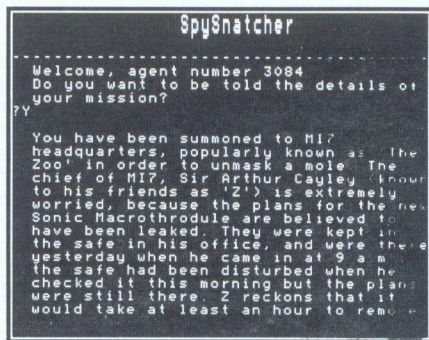 SpySnatcher
Welcome, agent number 3084
Do you want to be told the details of
your mission?
?Y
You have been summoned to MI7
headquarters, popularly known as 'The
Zoo' in order to unmask a mole. The
chief of MI7, Sir Arthur Cayley (known
to his friends as 'Z') is extremely
worried, because the plans for the new
Sonic Macrothrodule are believed to
have been leaked. They were kept in
the safe in his office, and were there
yesterday when he came in at 9 a.m.
the safe had been disturbed when he
checked it this morning but the plans
were still there. Z reckons that it
would take at least an hour to